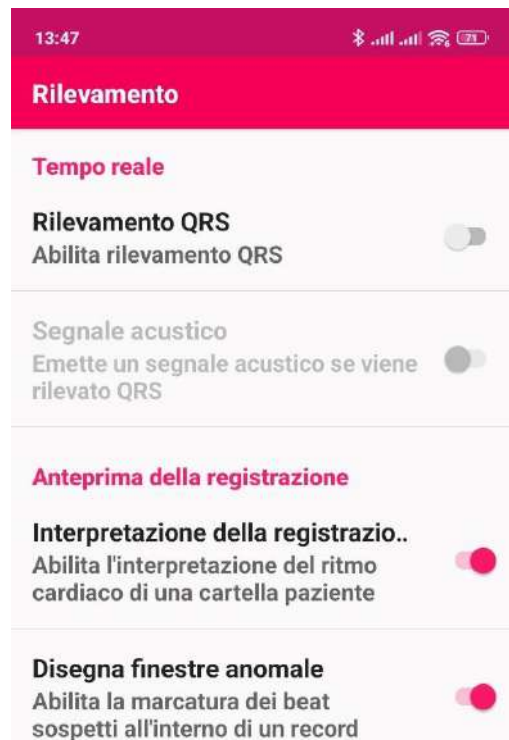 13:47
71
Rilevamento
Tempo reale
Rilevamento QRS
Abilita rilevamento QRS
Segnale acustico
Emette un segnale acustico se viene
rilevato QRS
Anteprima della registrazione
Interpretazione della registrazio..
Abilita l'interpretazione del ritmo
cardiaco di una cartella paziente
Disegna finestre anomale
Abilita la marcatura dei beat
sospetti all'interno di un record